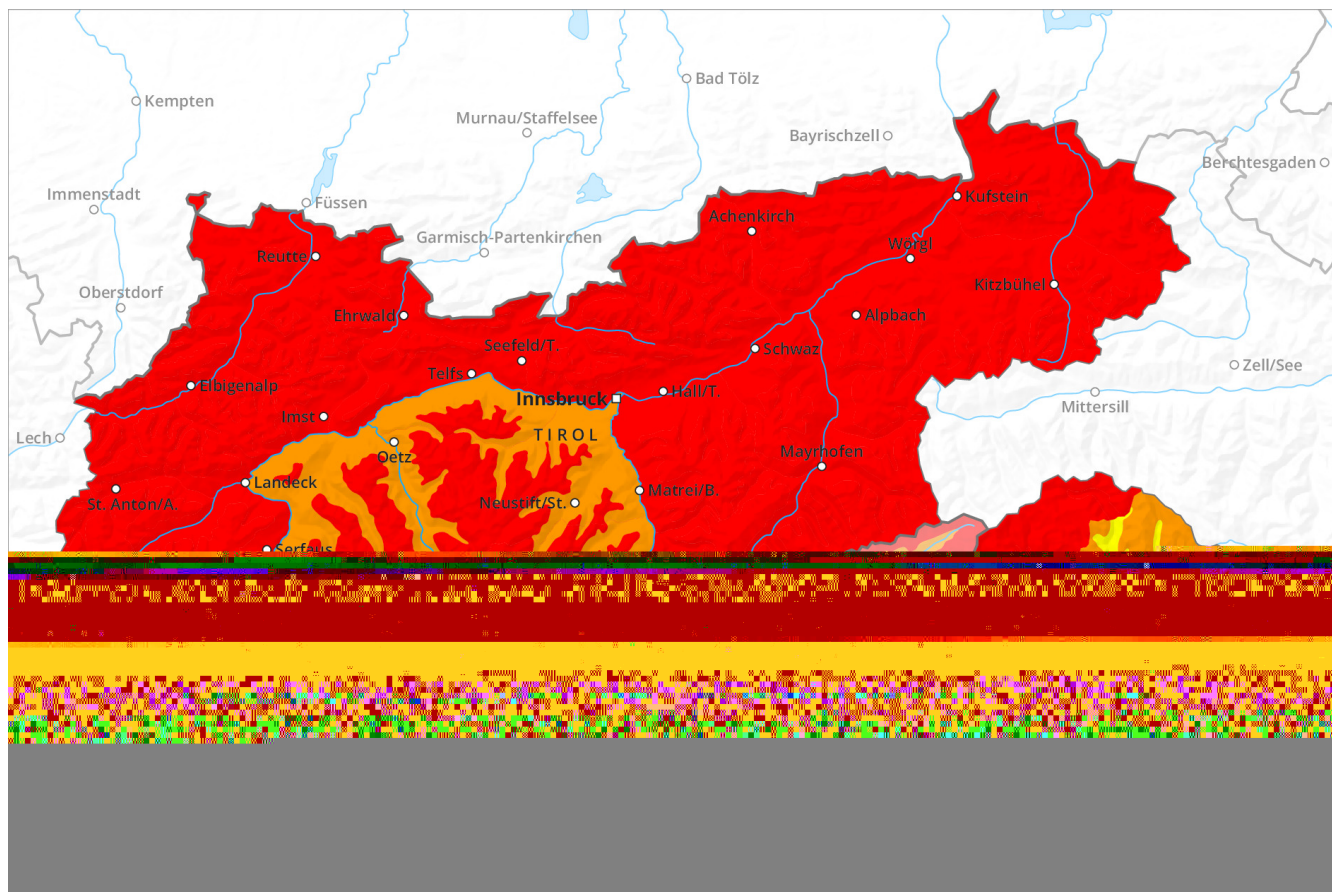 Bad Tölz
Kempten
Murnau/Staffelsee
Bayrischzell
Berchtesgaden
Immenstadt
Kufstein
Füssen
Achenkirch
Garmisch-Partenkirchen
Wörgl
Reutte
Kitzbühel
Oberstdorf
Ehrwald
Alpbach
Seefeld/T.
Schwaz
Zell/See
Telfs
Elbigenalp
Hall/T.
Innsbruck
Mittersill
Imst
TIROL
Lech
Mayrhofen
Oetz
Landeck
Matrei/B.
St. Anton/A.
Neustift/St.
Serfaus